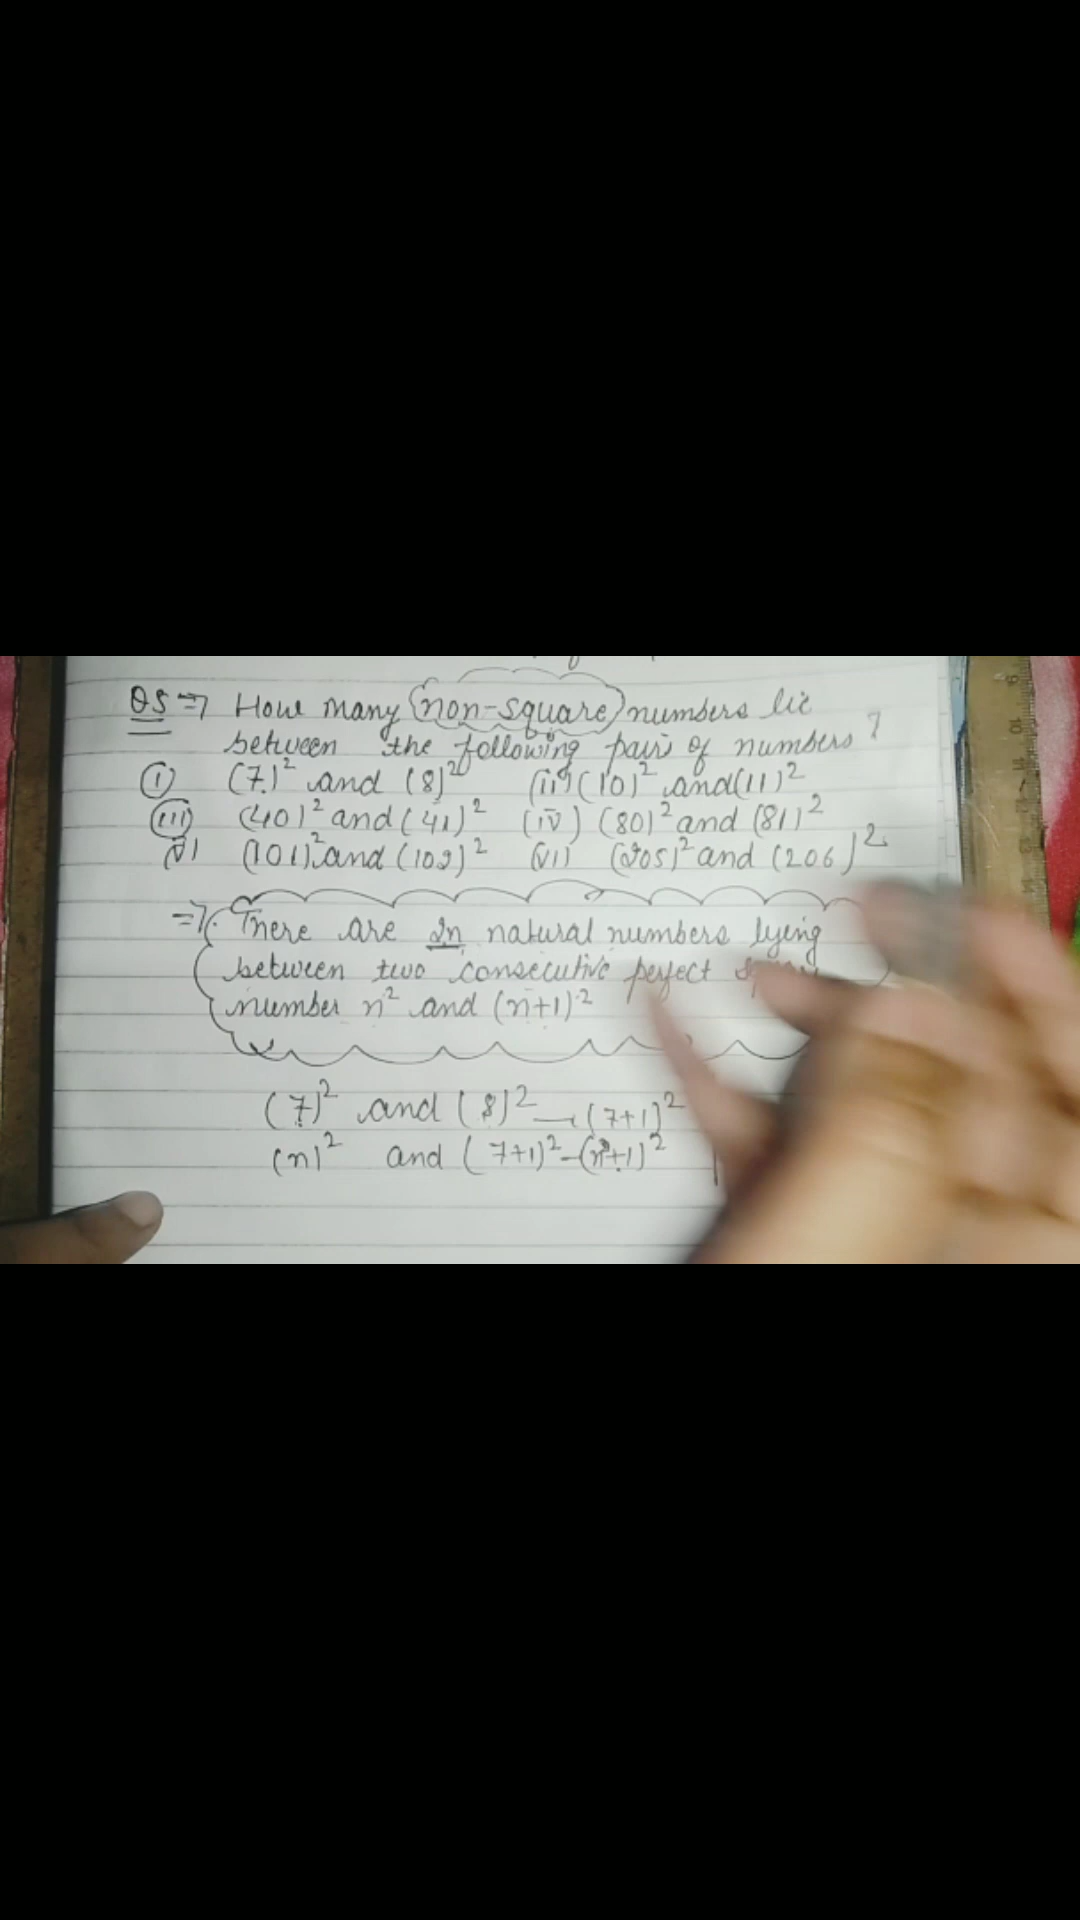 Q5 ⇒ How many non-square numbers lie
between the following pairs of numbers ?
(i) (7)² and (8)² (ii) (10)² and (11)²
(iii) (40)² and (41)² (iv) (80)² and (81)²
(v) (101)² and (102)² (vi) (205)² and (206)²
⇒ There are 2n natural numbers lying
between two consecutive perfect
number n² and (n+1)²
(7)² and (8)² → (7+1)²
(n)² and (7+1)² - (n+1)²